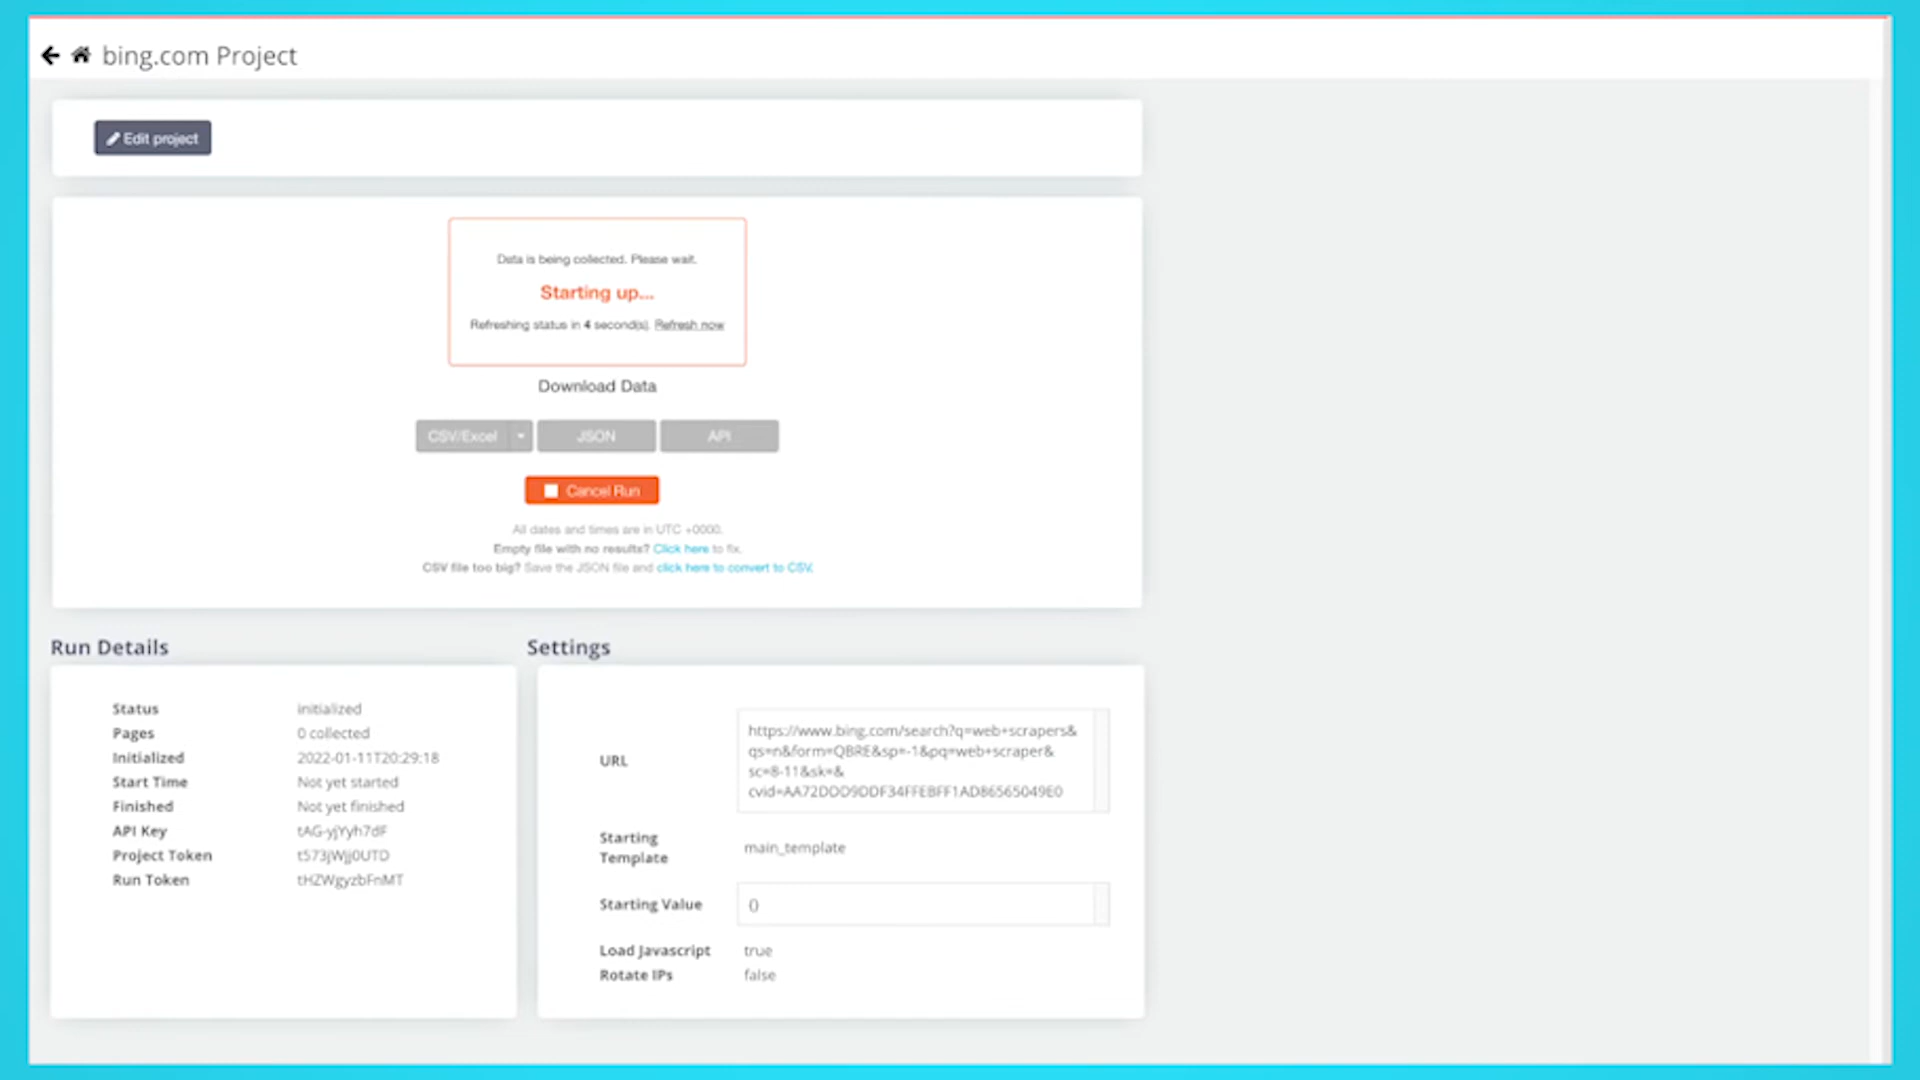 bing.com Project
Edit project
Data is being collected. Please wait.
Starting up...
Refreshing status in 4 second(s). Refresh now
Download Data
CSV/Excel JSON API
Cancel Run
All dates and times are in UTC +0000.
Empty file with no results? Click here to fix.
CSV file too big? Save the JSON file and click here to convert to CSV.
Run Details
Status initialized
Pages 0 collected
Initialized 2022-01-11T20:29:18
Start Time Not yet started
Finished Not yet finished
API Key tAG-yjYyh7dF
Project Token t573jWjj0UTD
Run Token tHZWgyzbFnMT
Settings
URL
https://www.bing.com/search?q=web+scrapers&
qs=n&form=QBRE&sp=-1&pq=web+scraper&
sc=8-11&sk=&
cvid=AA72DDD9DDF34FFEBFF1AD86565049E0
Starting
Template
main_template
Starting Value {}
Load Javascript true
Rotate IPs false